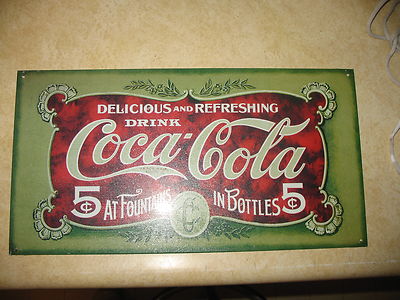 DELICIOUS AND REFRESHING
DRINK
Coca-Cola
5¢ AT FOUNTAINS IN BOTTLES 5¢